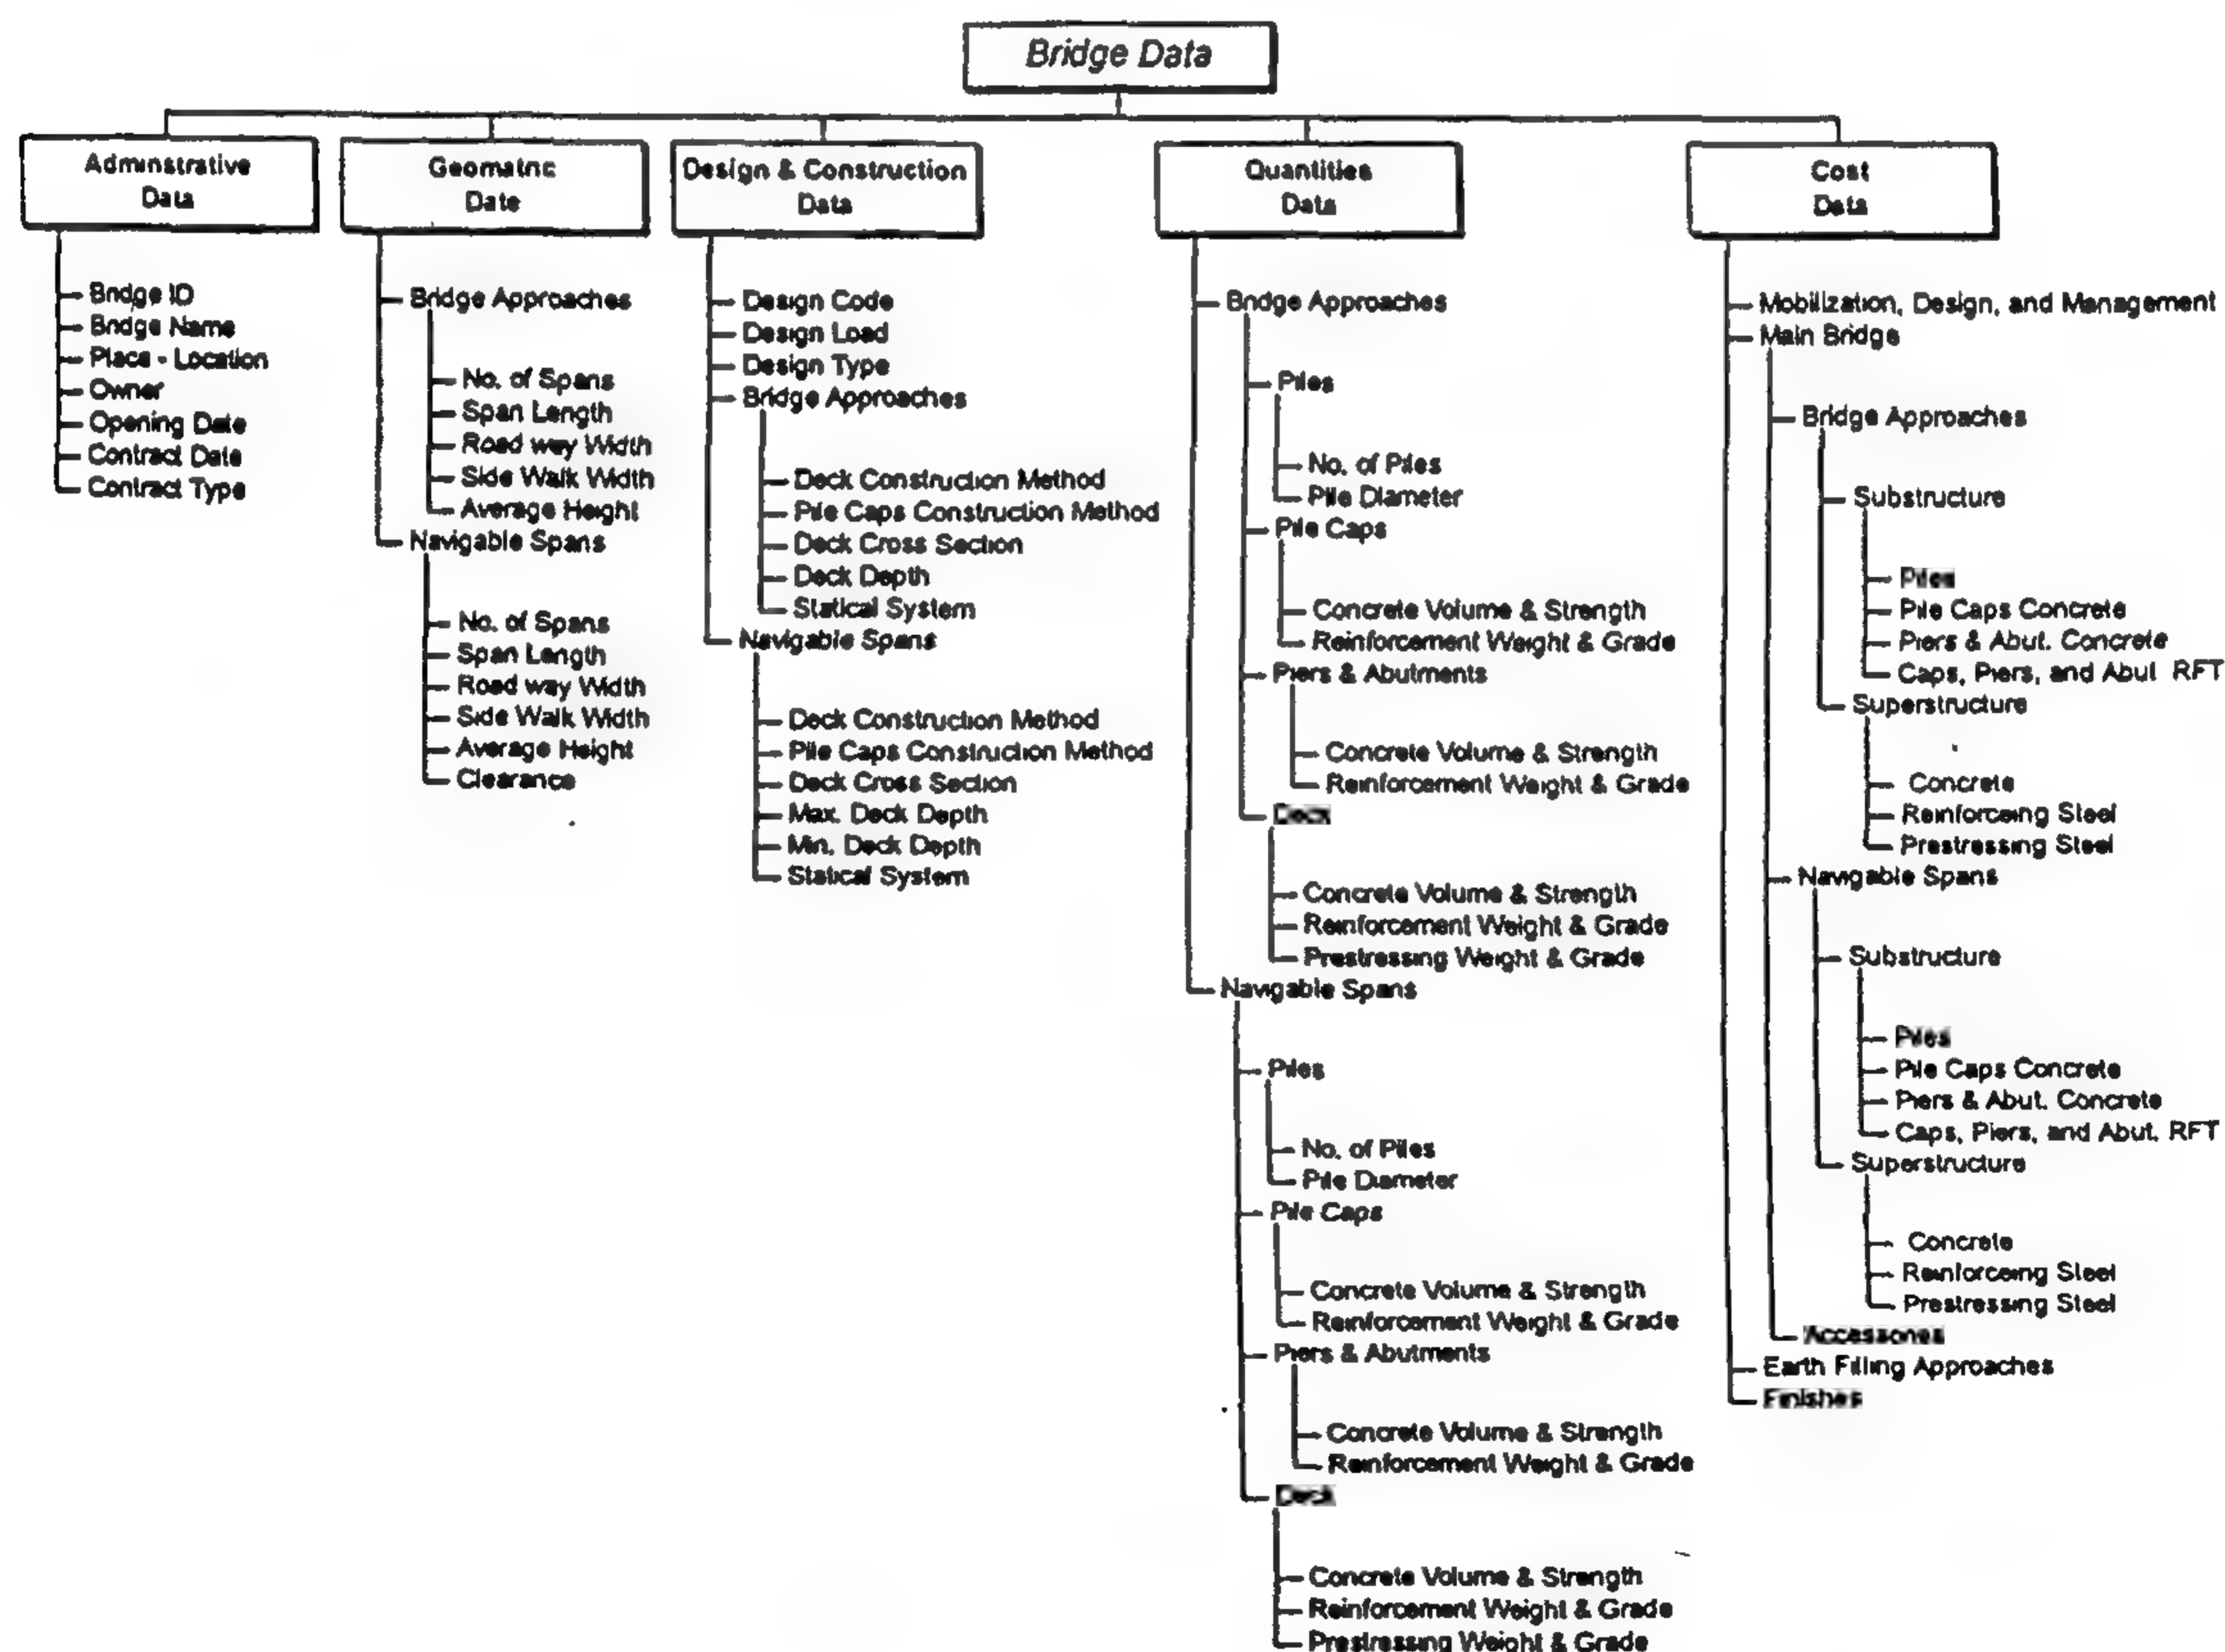 Bridge Data
Adminstrative
Data
Bridge ID
Bridge Name
Place - Location
Owner
Opening Date
Contract Date
Contract Type
Geomatric
Date
Bridge Approaches
No. of Spans
Span Length
Road way Width
Side Walk Width
Average Height
Navigable Spans
No. of Spans
Span Length
Road way Width
Side Walk Width
Average Height
Clearance
Design & Construction
Data
Design Code
Design Load
Design Type
Bridge Approaches
Deck Construction Method
Pile Caps Construction Method
Deck Cross Section
Deck Depth
Statical System
Navigable Spans
Deck Construction Method
Pile Caps Construction Method
Deck Cross Section
Max. Deck Depth
Min. Deck Depth
Statical System
Quantities
Data
Bridge Approaches
Piles
No. of Piles
Pile Diameter
Pile Caps
Concrete Volume & Strength
Reinforcement Weight & Grade
Piers & Abutments
Concrete Volume & Strength
Reinforcement Weight & Grade
Deck
Concrete Volume & Strength
Reinforcement Weight & Grade
Prestressing Weight & Grade
Navigable Spans
Piles
No. of Piles
Pile Diameter
Pile Caps
Concrete Volume & Strength
Reinforcement Weight & Grade
Piers & Abutments
Concrete Volume & Strength
Reinforcement Weight & Grade
Deck
Concrete Volume & Strength
Reinforcement Weight & Grade
Prestressing Weight & Grade
Cost
Data
Mobilization, Design, and Management
Main Bridge
Bridge Approaches
Substructure
Piles
Pile Caps Concrete
Piers & Abut. Concrete
Caps, Piers, and Abut RFT
Superstructure
Concrete
Reinforceing Steel
Prestressing Steel
Navigable Spans
Substructure
Piles
Pile Caps Concrete
Piers & Abut. Concrete
Caps, Piers, and Abut. RFT
Superstructure
Concrete
Reinforceing Steel
Prestressing Steel
Accessories
Earth Filling Approaches
Finishes